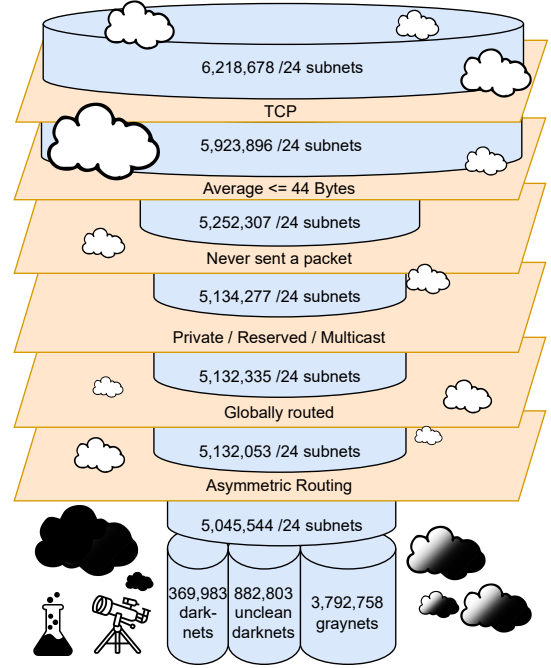 6,218,678 /24 subnets
TCP
5,923,896 /24 subnets
Average <= 44 Bytes
5,252,307 /24 subnets
Never sent a packet
5,134,277 /24 subnets
Private / Reserved / Multicast
5,132,335 /24 subnets
Globally routed
5,132,053 /24 subnets
Asymmetric Routing
5,045,544 /24 subnets
369,983
dark-
nets
882,803
unclean
darknets
3,792,758
graynets